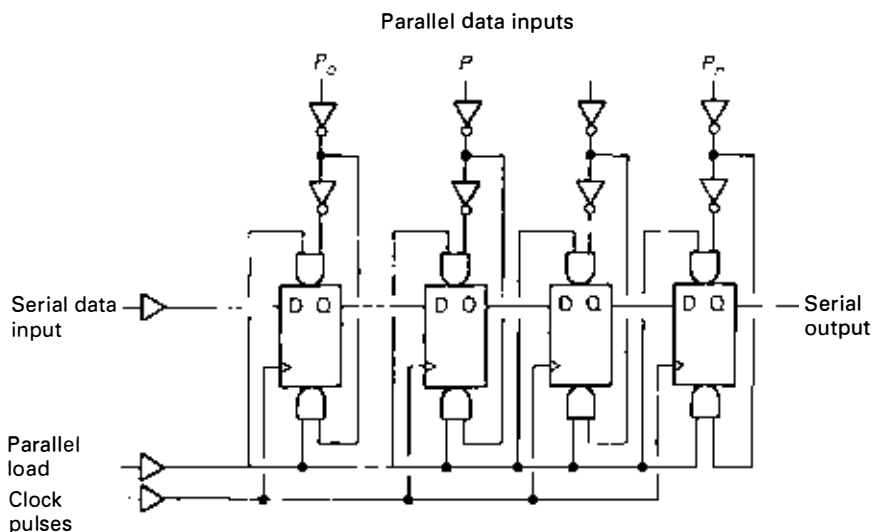 Parallel data inputs
P P
D Q D Q D Q D Q
Serial data
input
Serial
output
Parallel
load
Clock
pulses